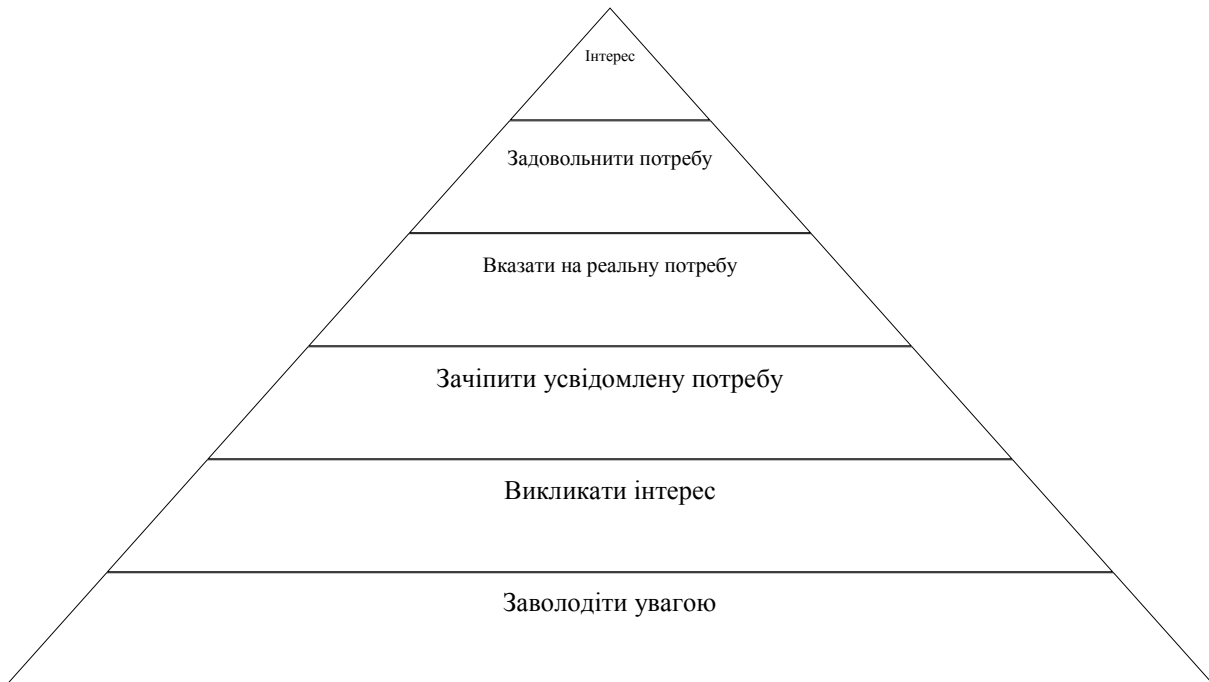 Інтерес
Задовольнити потребу
Вказати на реальну потребу
Зачіпити усвідомлену потребу
Викликати інтерес
Заволодіти увагою